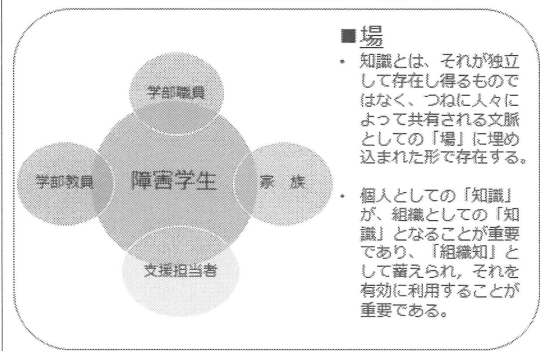 学部職員
学部教員
障害学生
家 族
支援担当者
■場
・ 知識とは、それが独立
して存在し得るもので
はなく、つねに人々に
よって共有される文脈
としての「場」に埋め
込まれた形で存在する。
・ 個人としての「知識」
が、組織としての「知
識」となることが重要
であり、「組織知」と
して蓄えられ，それを
有効に利用することが
重要である。